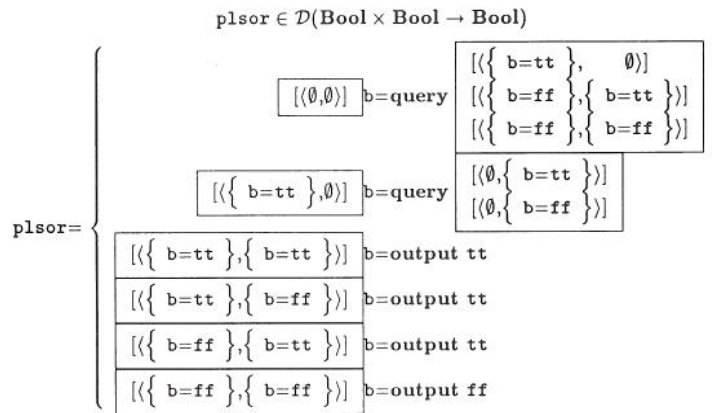 plsor ∈ 𝒟(Bool × Bool → Bool)
[⟨{ b=tt }, ∅⟩]
[⟨∅,∅⟩] b=query [⟨{ b=ff },{ b=tt }⟩]
[⟨{ b=ff },{ b=ff }⟩]
[⟨{ b=tt },∅⟩] b=query [⟨∅,{ b=tt }⟩]
[⟨∅,{ b=ff }⟩]
plsor=
[⟨{ b=tt },{ b=tt }⟩] b=output tt
[⟨{ b=tt },{ b=ff }⟩] b=output tt
[⟨{ b=ff },{ b=tt }⟩] b=output tt
[⟨{ b=ff },{ b=ff }⟩] b=output ff